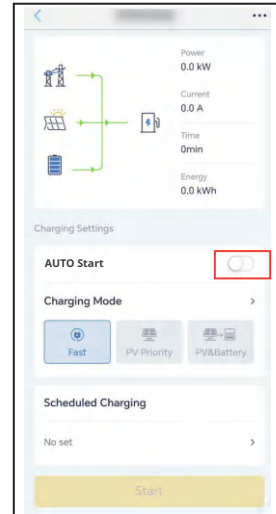 Power
0.0 kW
Current
0.0 A
Time
0min
Energy
0.0 kWh
Charging Settings
AUTO Start
Charging Mode
Fast
PV Priority
PV&Battery
Scheduled Charging
No set
Start